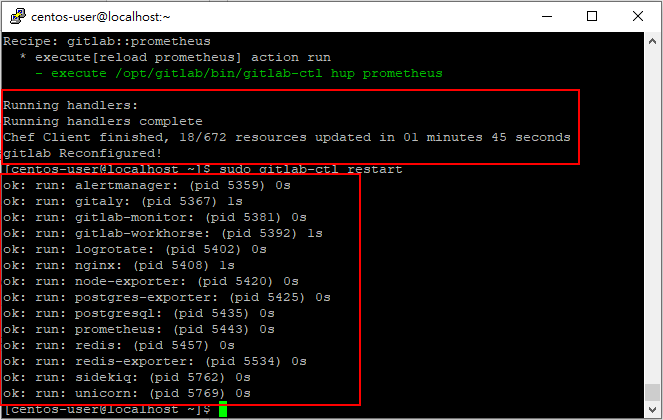 centos-user@localhost:~
Recipe: gitlab::prometheus
* execute[reload prometheus] action run
- execute /opt/gitlab/bin/gitlab-ctl hup prometheus
Running handlers:
Running handlers complete
Chef Client finished, 18/672 resources updated in 01 minutes 45 seconds
gitlab Reconfigured!
[centos-user@localhost ~]$ sudo gitlab-ctl restart
ok: run: alertmanager: (pid 5359) 0s
ok: run: gitaly: (pid 5367) 1s
ok: run: gitlab-monitor: (pid 5381) 0s
ok: run: gitlab-workhorse: (pid 5392) 1s
ok: run: logrotate: (pid 5402) 0s
ok: run: nginx: (pid 5408) 1s
ok: run: node-exporter: (pid 5420) 0s
ok: run: postgres-exporter: (pid 5425) 0s
ok: run: postgresql: (pid 5435) 0s
ok: run: prometheus: (pid 5443) 0s
ok: run: redis: (pid 5457) 0s
ok: run: redis-exporter: (pid 5534) 0s
ok: run: sidekiq: (pid 5762) 0s
ok: run: unicorn: (pid 5769) 0s
[centos-user@localhost ~]$